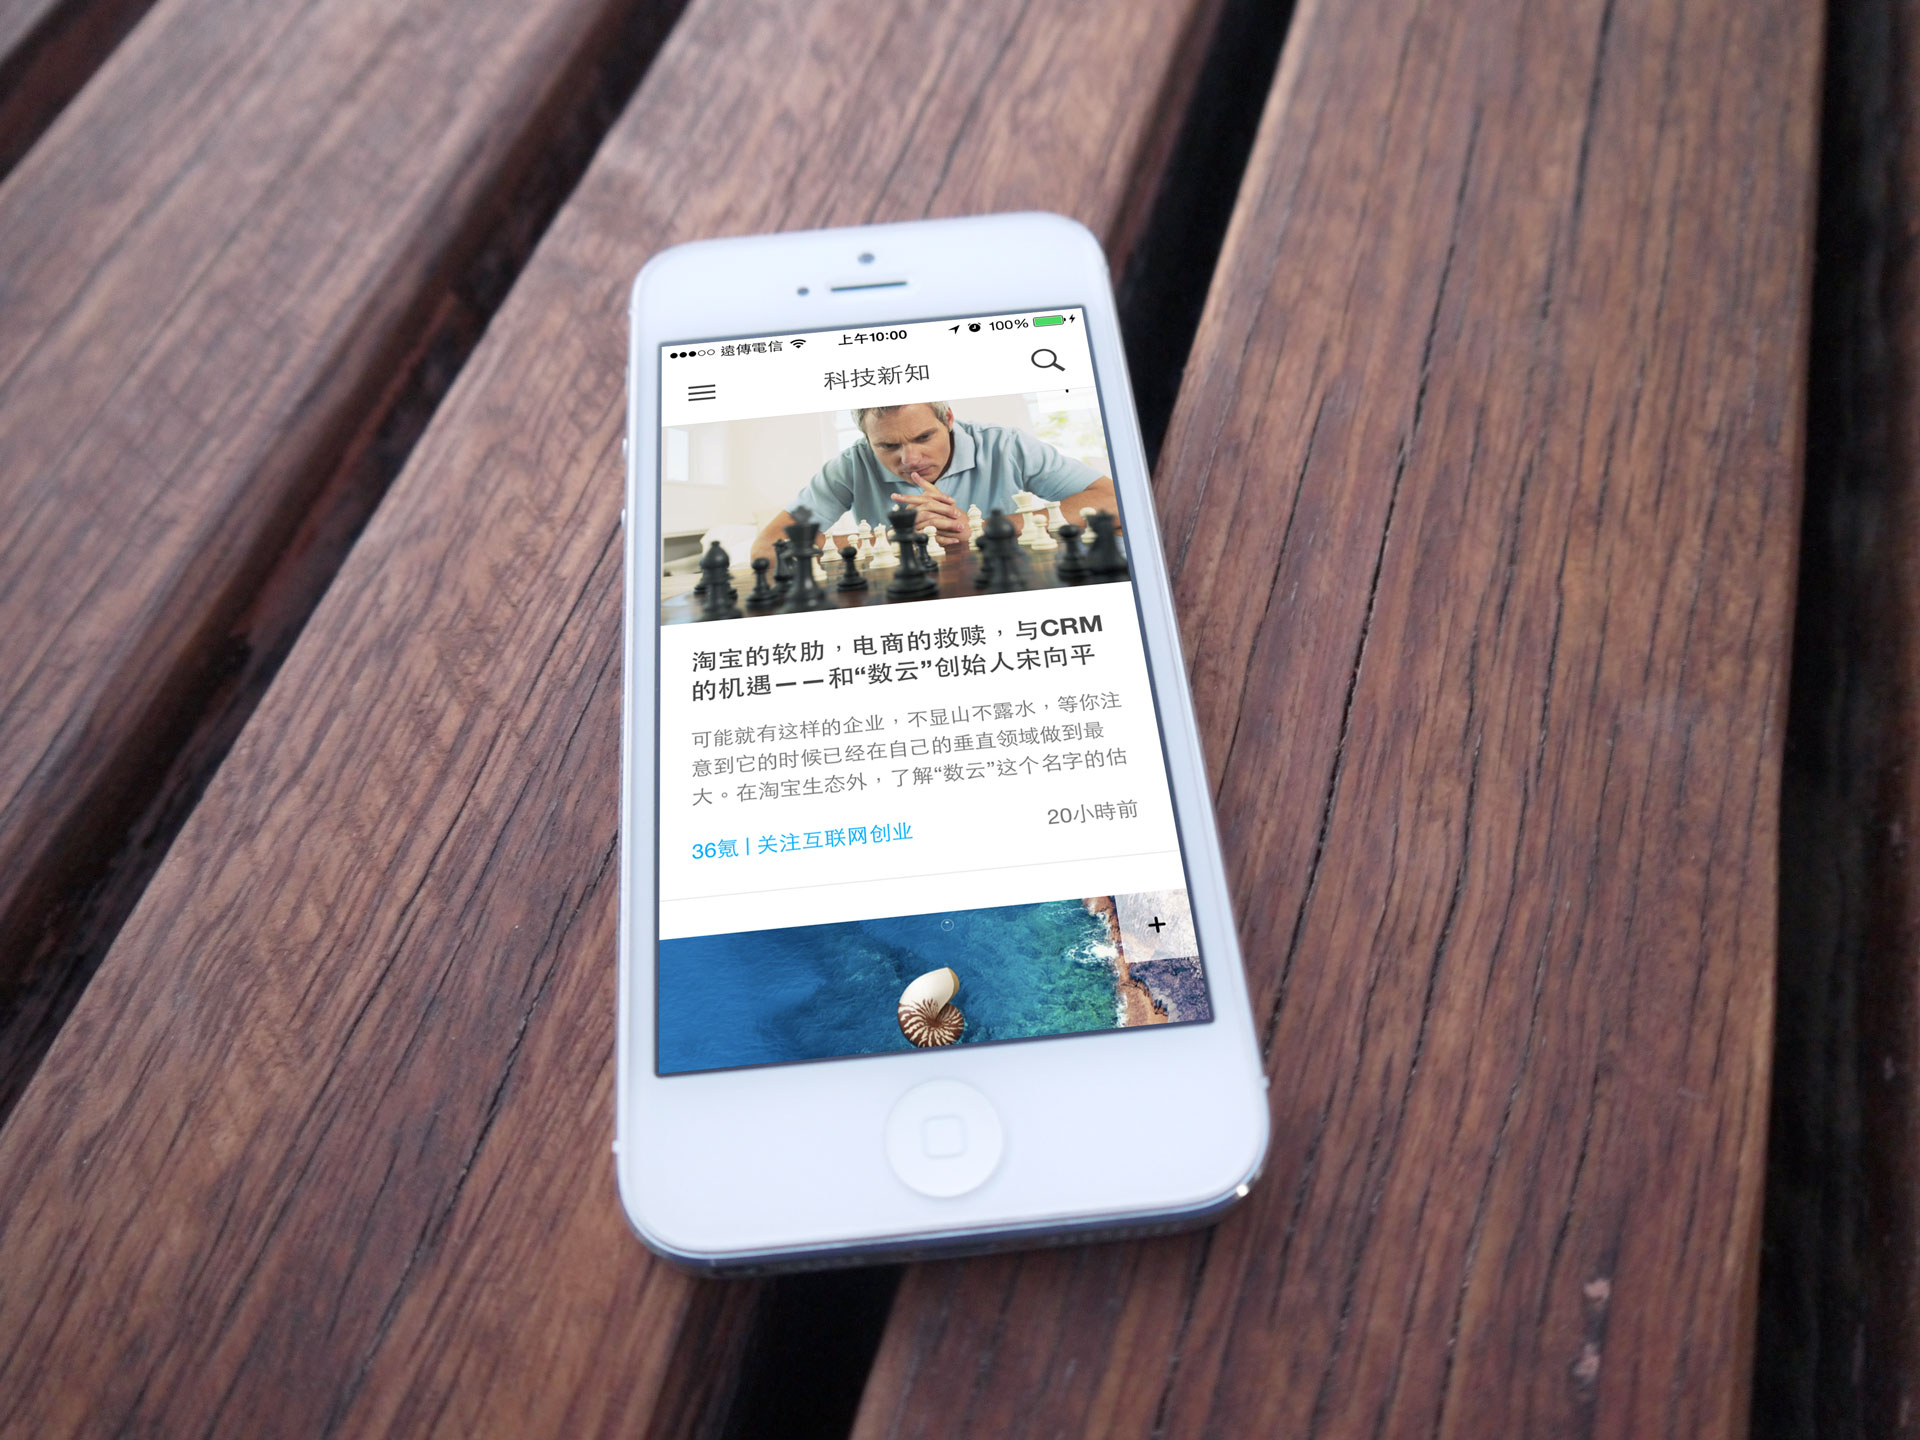 遠傳電信 上午10:00 100%
科技新知
淘宝的软肋，电商的救赎，与CRM
的机遇——和“数云”创始人宋向平
可能就有这样的企业，不显山不露水，等你注
意到它的时候已经在自己的垂直领域做到最
大。在淘宝生态外，了解“数云”这个名字的估
36氪 | 关注互联网创业 20小時前